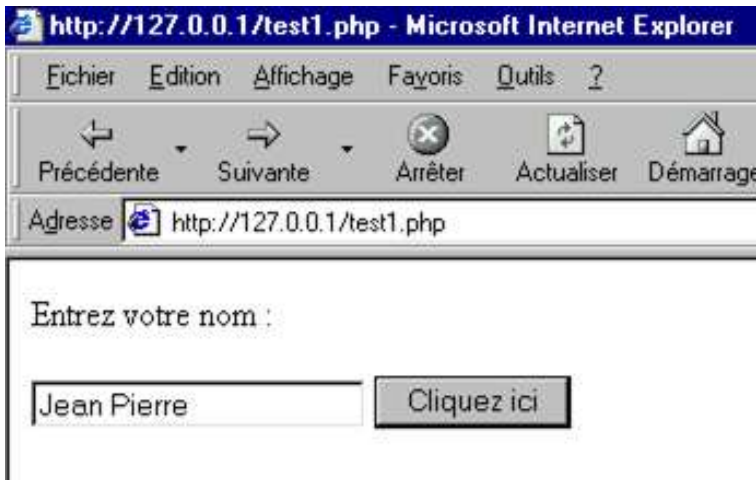 http://127.0.0.1/test1.php - Microsoft Internet Explorer
Fichier Edition Affichage Favoris Outils ?
Précédente Suivante Arrêter Actualiser Démarrage
Adresse http://127.0.0.1/test1.php
Entrez votre nom :
Jean Pierre Cliquez ici